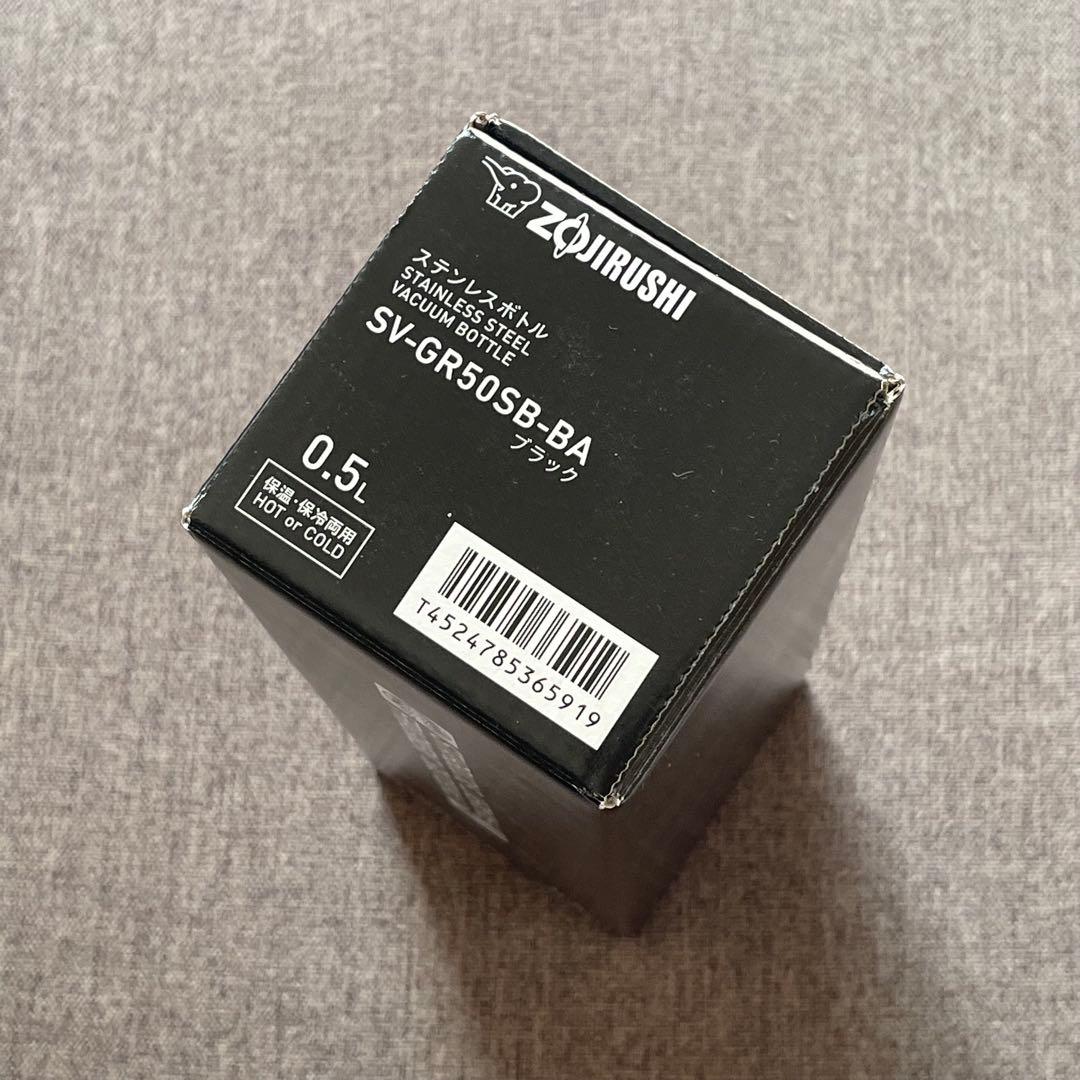 ZOJIRUSHI
ステンレスボトル
STAINLESS STEEL
VACUUM BOTTLE
SV-GR50SB-BA
ブラック
0.5L
保温・保冷両用
HOT or COLD
T4524785365919